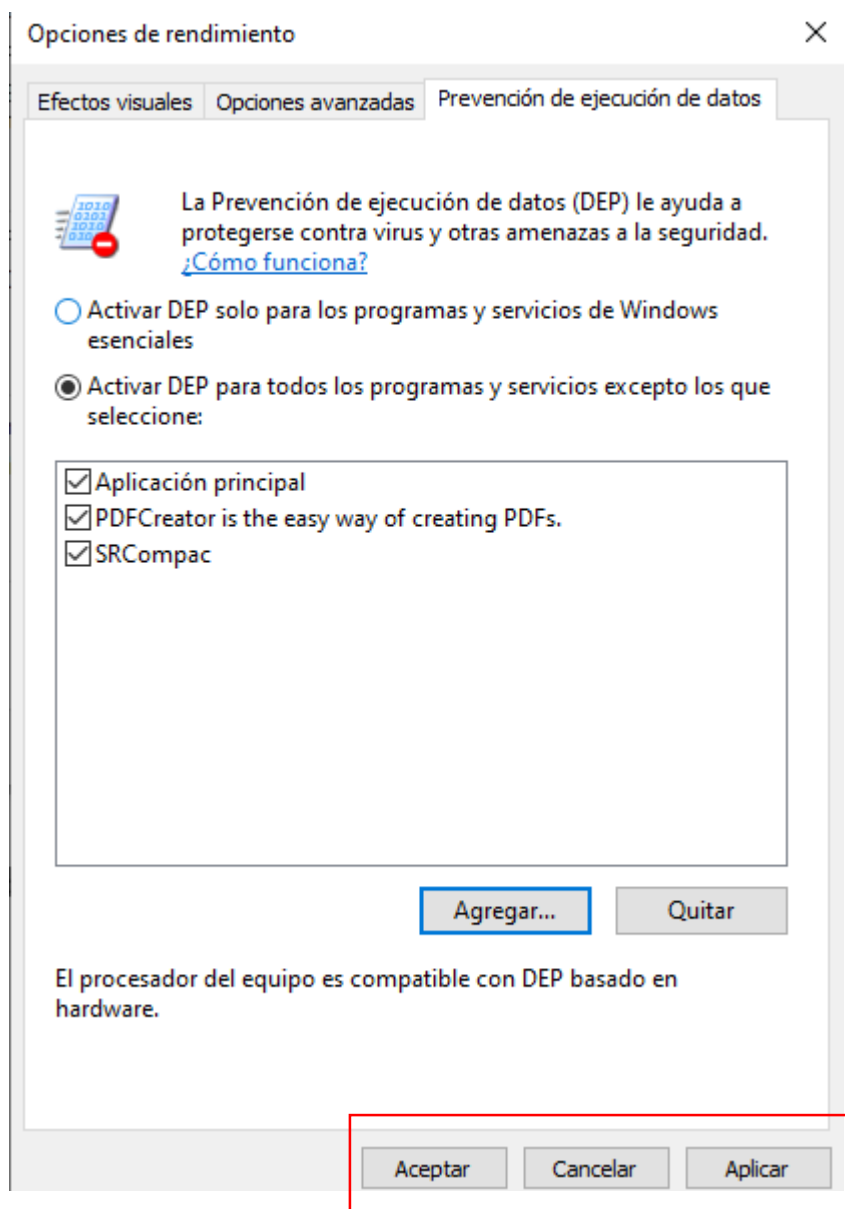 Opciones de rendimiento
Efectos visuales Opciones avanzadas Prevención de ejecución de datos
La Prevención de ejecución de datos (DEP) le ayuda a
protegerse contra virus y otras amenazas a la seguridad.
¿Cómo funciona?
Activar DEP solo para los programas y servicios de Windows
esenciales
Activar DEP para todos los programas y servicios excepto los que
seleccione:
Aplicación principal
PDFCreator is the easy way of creating PDFs.
SRCompac
Agregar... Quitar
El procesador del equipo es compatible con DEP basado en
hardware.
Aceptar Cancelar Aplicar